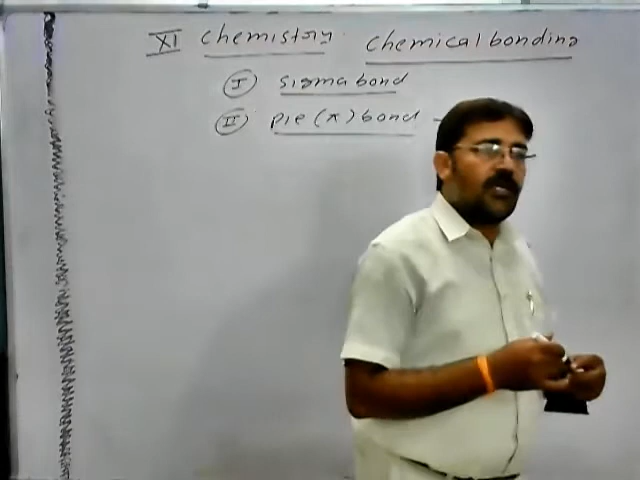 XI chemistry chemical bonding
I sigma bond
II pie (π) bond -